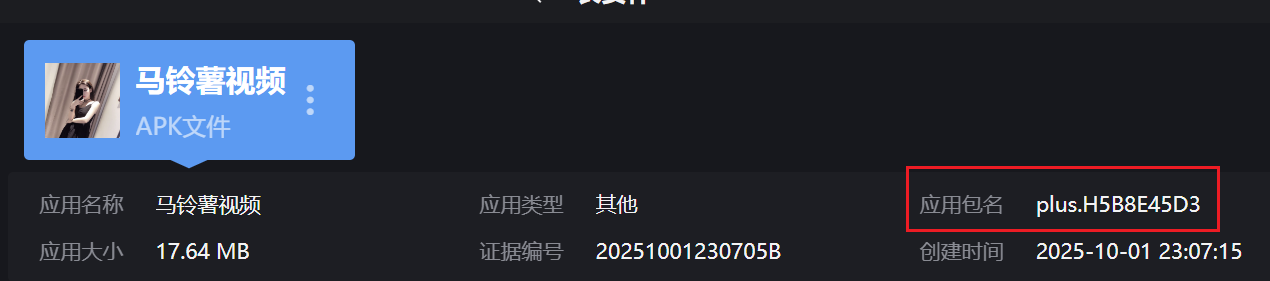 马铃薯视频
APK文件
应用名称 马铃薯视频 应用类型 其他 应用包名 plus.H5B8E45D3
应用大小 17.64 MB 证据编号 20251001230705B 创建时间 2025-10-01 23:07:15